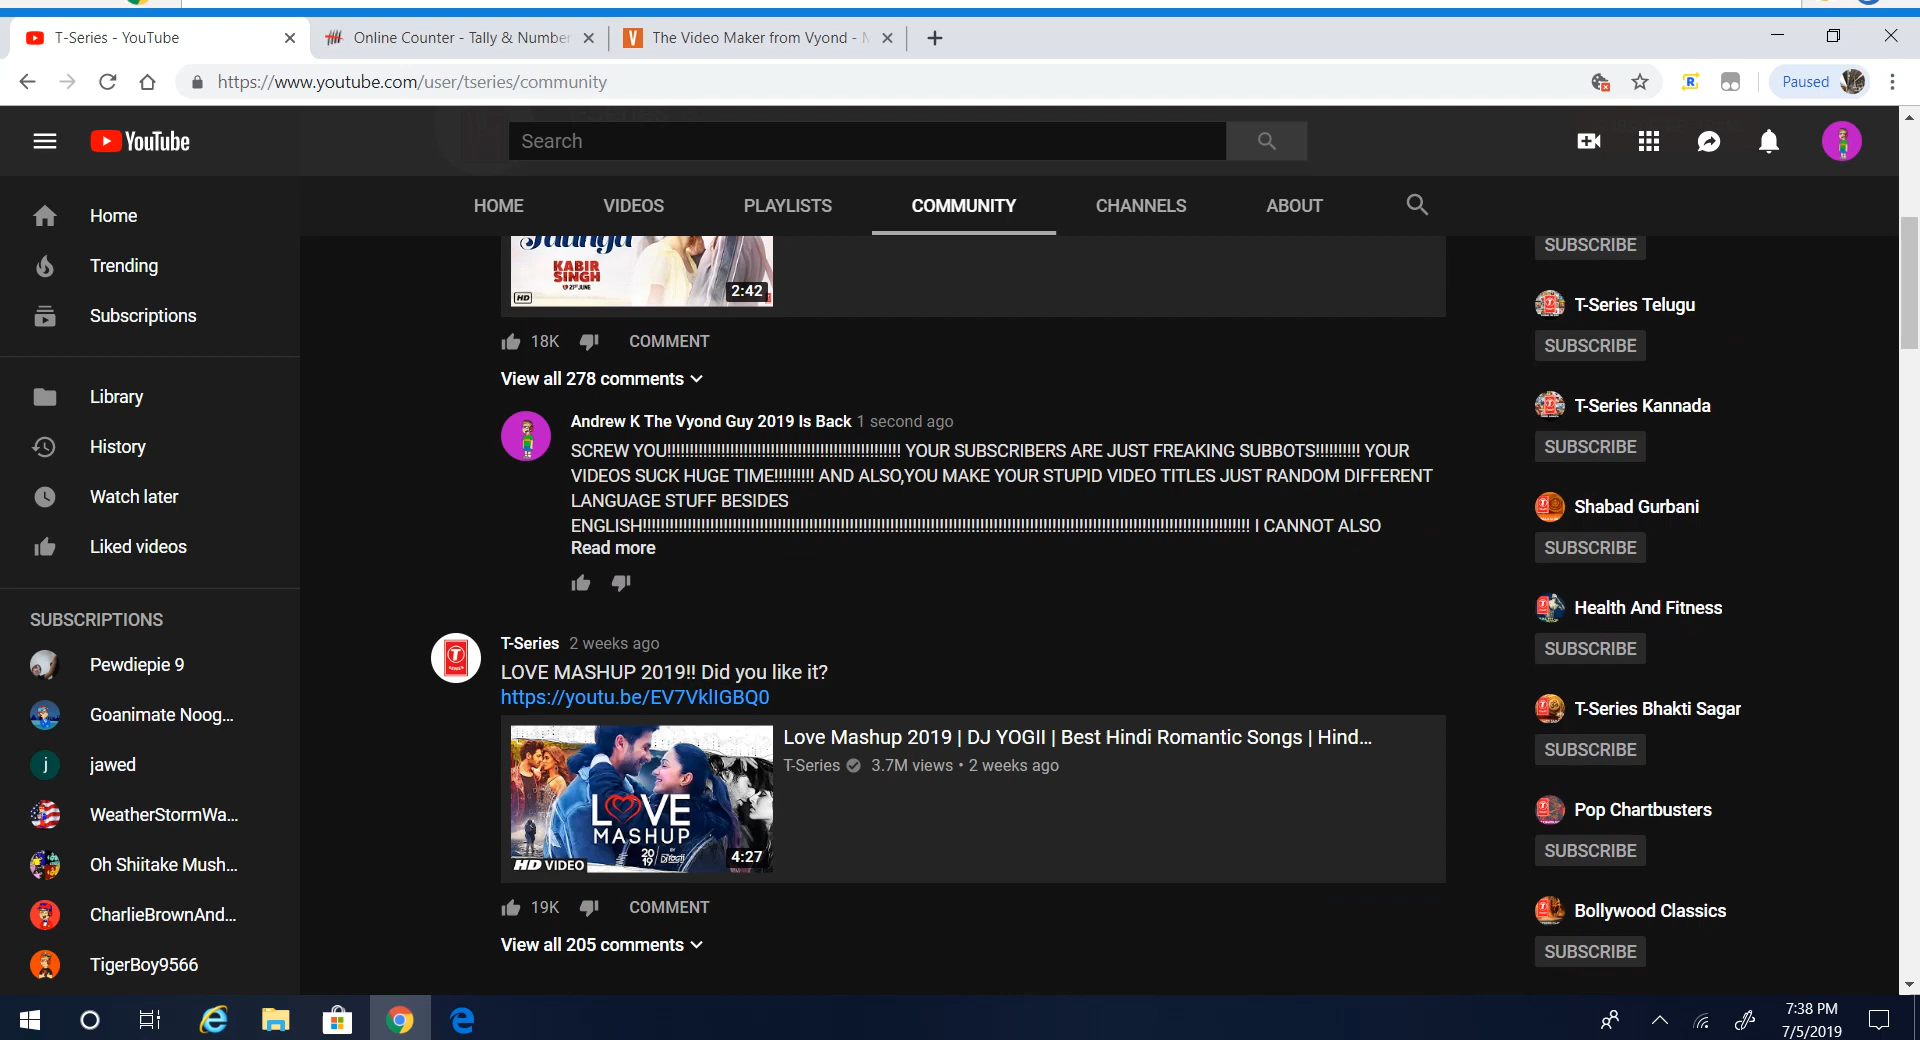 T-Series - YouTube
Online Counter - Tally & Number
The Video Maker from Vyond - M
https://www.youtube.com/user/tseries/community
Paused
YouTube
Search
HOME
VIDEOS
PLAYLISTS
COMMUNITY
CHANNELS
ABOUT
Home
Trending
Subscriptions
Library
History
Watch later
Liked videos
SUBSCRIPTIONS
Pewdiepie 9
Goanimate Noog...
jawed
WeatherStormWa...
Oh Shiitake Mush...
CharlieBrownAnd...
TigerBoy9566
KABIR
SINGH
21ST JUNE
HD
2:42
18K
COMMENT
View all 278 comments
Andrew K The Vyond Guy 2019 Is Back 1 second ago
SCREW YOU!!!!!!!!!!!!!!!!!!!!!!!!!!!!!!!!!!!!!!!!!!!!!!!!!!!! YOUR SUBSCRIBERS ARE JUST FREAKING SUBBOTS!!!!!!!!!! YOUR
VIDEOS SUCK HUGE TIME!!!!!!!!! AND ALSO,YOU MAKE YOUR STUPID VIDEO TITLES JUST RANDOM DIFFERENT
LANGUAGE STUFF BESIDES
ENGLISH!!!!!!!!!!!!!!!!!!!!!!!!!!!!!!!!!!!!!!!!!!!!!!!!!!!!!!!!!!!!!!!!!!!!!!!!!!!!!!!!!!!!!!!!!!!!!!!!!!!!!!!!!!!!!!!!!!!!!!!!!!!!!!!!!!!!!!! I CANNOT ALSO
Read more
T-Series 2 weeks ago
LOVE MASHUP 2019!! Did you like it?
https://youtu.be/EV7VklIGBQ0
LOVE
MASHUP
2019
HD VIDEO
4:27
Love Mashup 2019 | DJ YOGII | Best Hindi Romantic Songs | Hind...
T-Series 3.7M views • 2 weeks ago
19K
COMMENT
View all 205 comments
SUBSCRIBE
T-Series Telugu
SUBSCRIBE
T-Series Kannada
SUBSCRIBE
Shabad Gurbani
SUBSCRIBE
Health And Fitness
SUBSCRIBE
T-Series Bhakti Sagar
SUBSCRIBE
Pop Chartbusters
SUBSCRIBE
Bollywood Classics
SUBSCRIBE
7:38 PM
7/5/2019